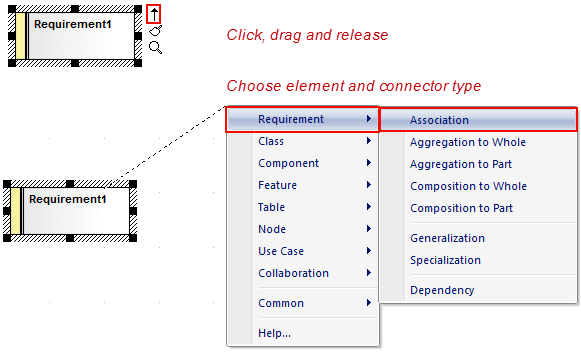 Requirement1
Click, drag and release
Choose element and connector type
Requirement1
Requirement
Class
Component
Feature
Table
Node
Use Case
Collaboration
Common
Help...
Association
Aggregation to Whole
Aggregation to Part
Composition to Whole
Composition to Part
Generalization
Specialization
Dependency